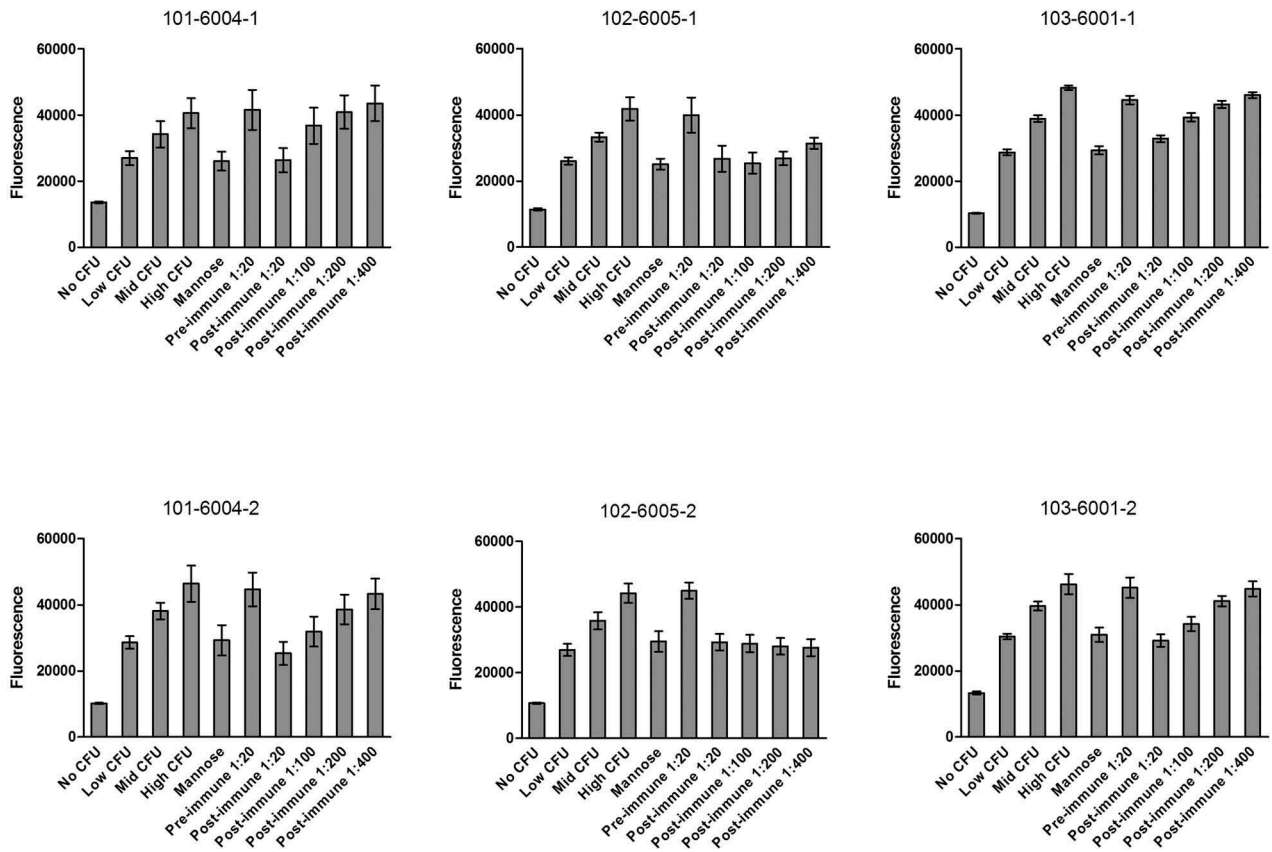 101-6004-1
60000
40000
20000
0
Fluorescence
No CFU
Low CFU
Mid CFU
High CFU
Mannose
Pre-immune 1:20
Post-immune 1:20
Post-immune 1:100
Post-immune 1:200
Post-immune 1:400
102-6005-1
60000
40000
20000
0
Fluorescence
No CFU
Low CFU
Mid CFU
High CFU
Mannose
Pre-immune 1:20
Post-immune 1:20
Post-immune 1:100
Post-immune 1:200
Post-immune 1:400
103-6001-1
60000
40000
20000
0
Fluorescence
No CFU
Low CFU
Mid CFU
High CFU
Mannose
Pre-immune 1:20
Post-immune 1:20
Post-immune 1:100
Post-immune 1:200
Post-immune 1:400
101-6004-2
60000
40000
20000
0
Fluorescence
No CFU
Low CFU
Mid CFU
High CFU
Mannose
Pre-immune 1:20
Post-immune 1:20
Post-immune 1:100
Post-immune 1:200
Post-immune 1:400
102-6005-2
60000
40000
20000
0
Fluorescence
No CFU
Low CFU
Mid CFU
High CFU
Mannose
Pre-immune 1:20
Post-immune 1:20
Post-immune 1:100
Post-immune 1:200
Post-immune 1:400
103-6001-2
60000
40000
20000
0
Fluorescence
No CFU
Low CFU
Mid CFU
High CFU
Mannose
Pre-immune 1:20
Post-immune 1:20
Post-immune 1:100
Post-immune 1:200
Post-immune 1:400